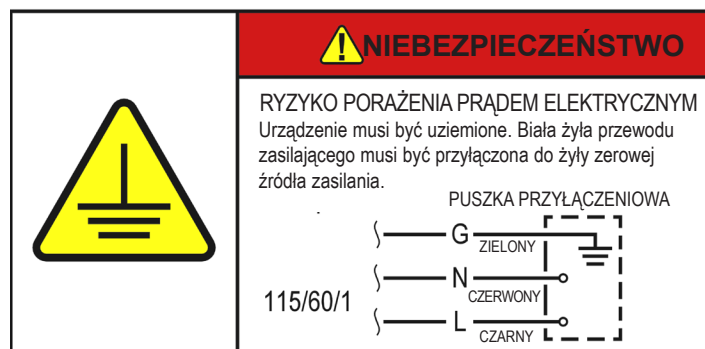 NIEBEZPIECZEŃSTWO
RYZYKO PORAŻENIA PRĄDEM ELEKTRYCZNYM
Urządzenie musi być uziemione. Biała żyła przewodu
zasilającego musi być przyłączona do żyły zerowej
źródła zasilania.
PUSZKA PRZYŁĄCZENIOWA
G
ZIELONY
N
CZERWONY
115/60/1
L
CZARNY